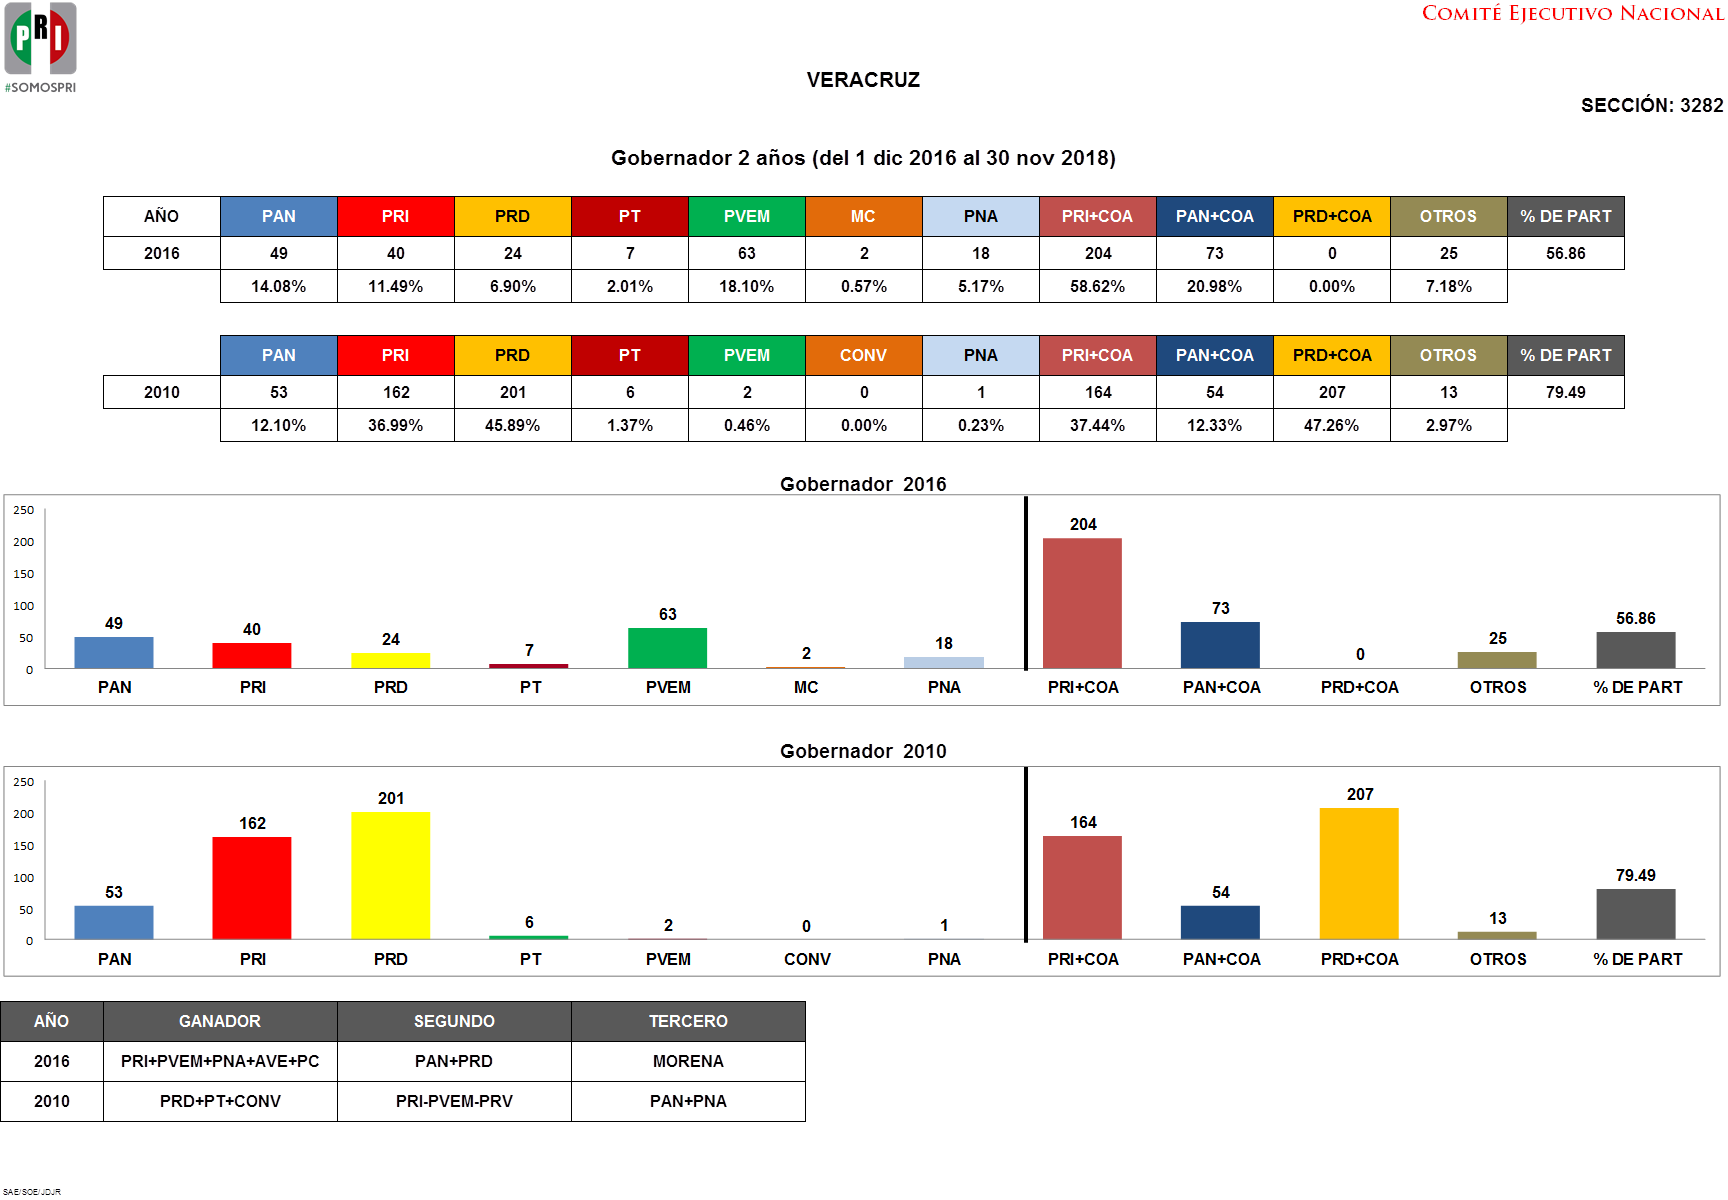 PRI
#SOMOSPRI
COMITÉ EJECUTIVO NACIONAL
VERACRUZ
SECCIÓN: 3282
Gobernador 2 años (del 1 dic 2016 al 30 nov 2018)
AÑO PAN PRI PRD PT PVEM MC PNA PRI+COA PAN+COA PRD+COA OTROS % DE PART
2016 49 40 24 7 63 2 18 204 73 0 25 56.86
14.08% 11.49% 6.90% 2.01% 18.10% 0.57% 5.17% 58.62% 20.98% 0.00% 7.18%
PAN PRI PRD PT PVEM CONV PNA PRI+COA PAN+COA PRD+COA OTROS % DE PART
2010 53 162 201 6 2 0 1 164 54 207 13 79.49
12.10% 36.99% 45.89% 1.37% 0.46% 0.00% 0.23% 37.44% 12.33% 47.26% 2.97%
Gobernador 2016
250
200
150
100
50
0
49 40 24 7 63 2 18 204 73 0 25 56.86
PAN PRI PRD PT PVEM MC PNA PRI+COA PAN+COA PRD+COA OTROS % DE PART
Gobernador 2010
250
200
150
100
50
0
53 162 201 6 2 0 1 164 54 207 13 79.49
PAN PRI PRD PT PVEM CONV PNA PRI+COA PAN+COA PRD+COA OTROS % DE PART
AÑO GANADOR SEGUNDO TERCERO
2016 PRI+PVEM+PNA+AVE+PC PAN+PRD MORENA
2010 PRD+PT+CONV PRI-PVEM-PRV PAN+PNA
SAE/SOE/JDJR